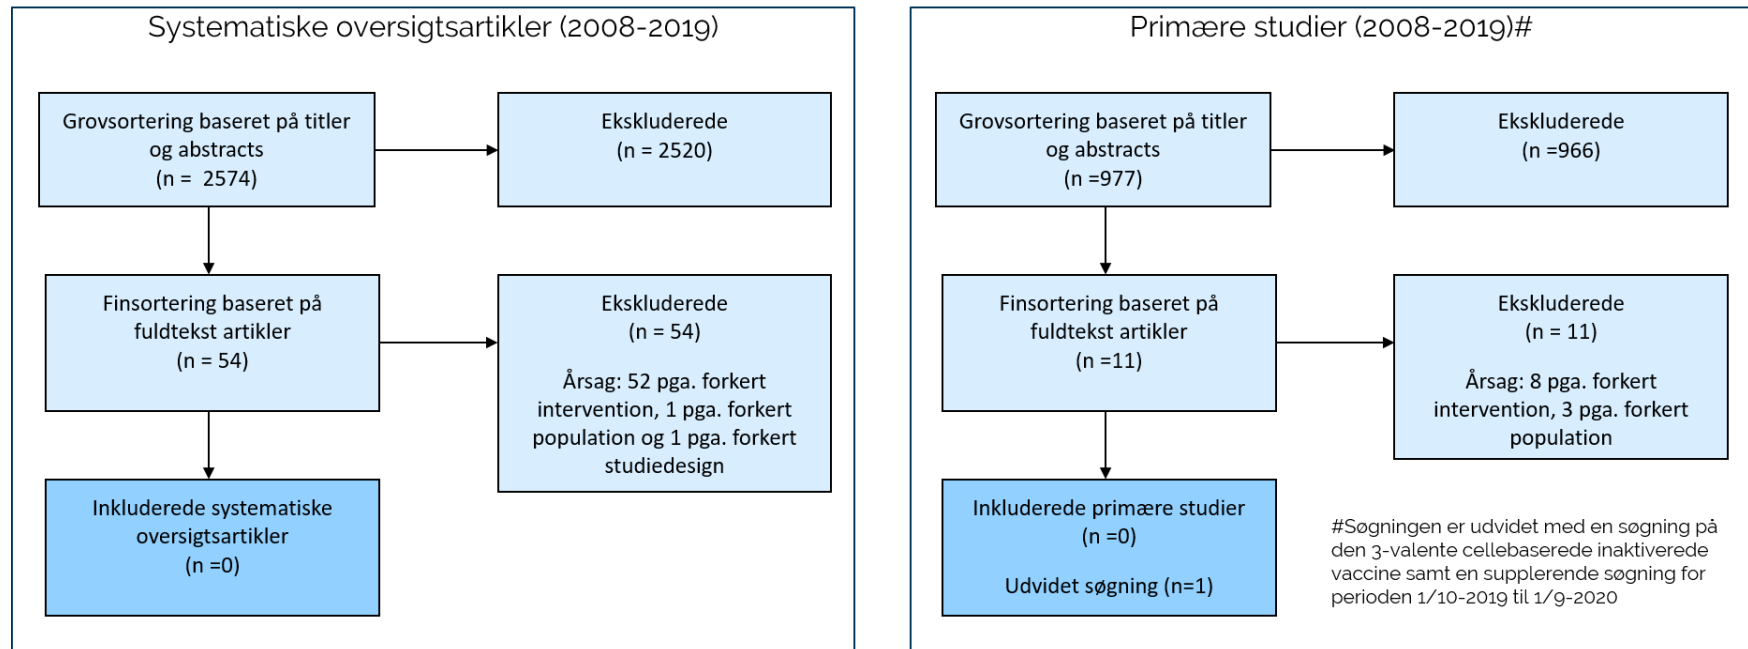 Systematiske oversigtsartikler (2008-2019)
Grovsortering baseret på titler
og abstracts
(n =  2574)
Ekskluderede
(n = 2520)
Finsortering baseret på
fuldtekst artikler
(n = 54)
Ekskluderede
(n = 54)
Årsag: 52 pga. forkert
intervention, 1 pga. forkert
population og 1 pga. forkert
studiedesign
Inkluderede systematiske
oversigtsartikler
(n =0)
Primære studier (2008-2019)#
Grovsortering baseret på titler
og abstracts
(n =977)
Ekskluderede
(n =966)
Finsortering baseret på
fuldtekst artikler
(n =11)
Ekskluderede
(n = 11)
Årsag: 8 pga. forkert
intervention, 3 pga. forkert
population
Inkluderede primære studier
(n =0)
Udvidet søgning (n=1)
#Søgningen er udvidet med en søgning på
den 3-valente cellebaserede inaktiverede
vaccine samt en supplerende søgning for
perioden 1/10-2019 til 1/9-2020